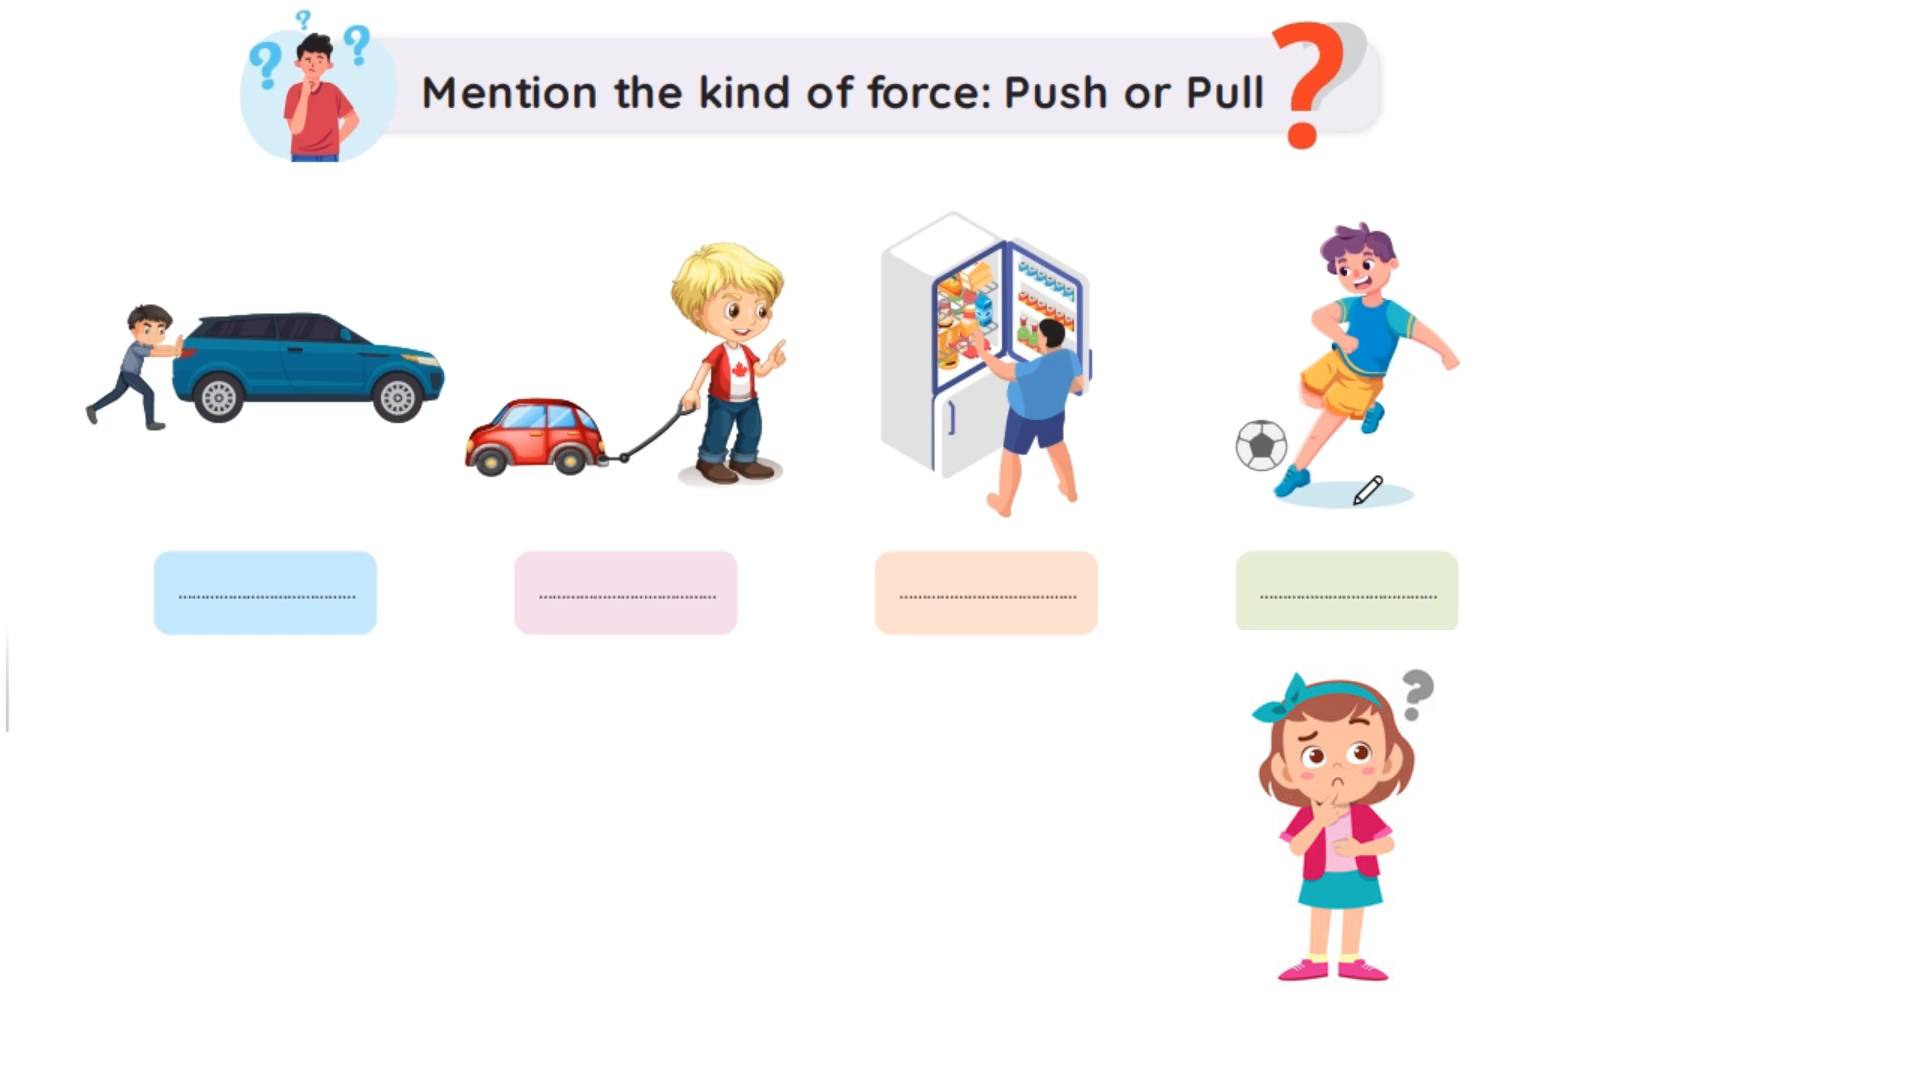 Mention the kind of force: Push or Pull ?